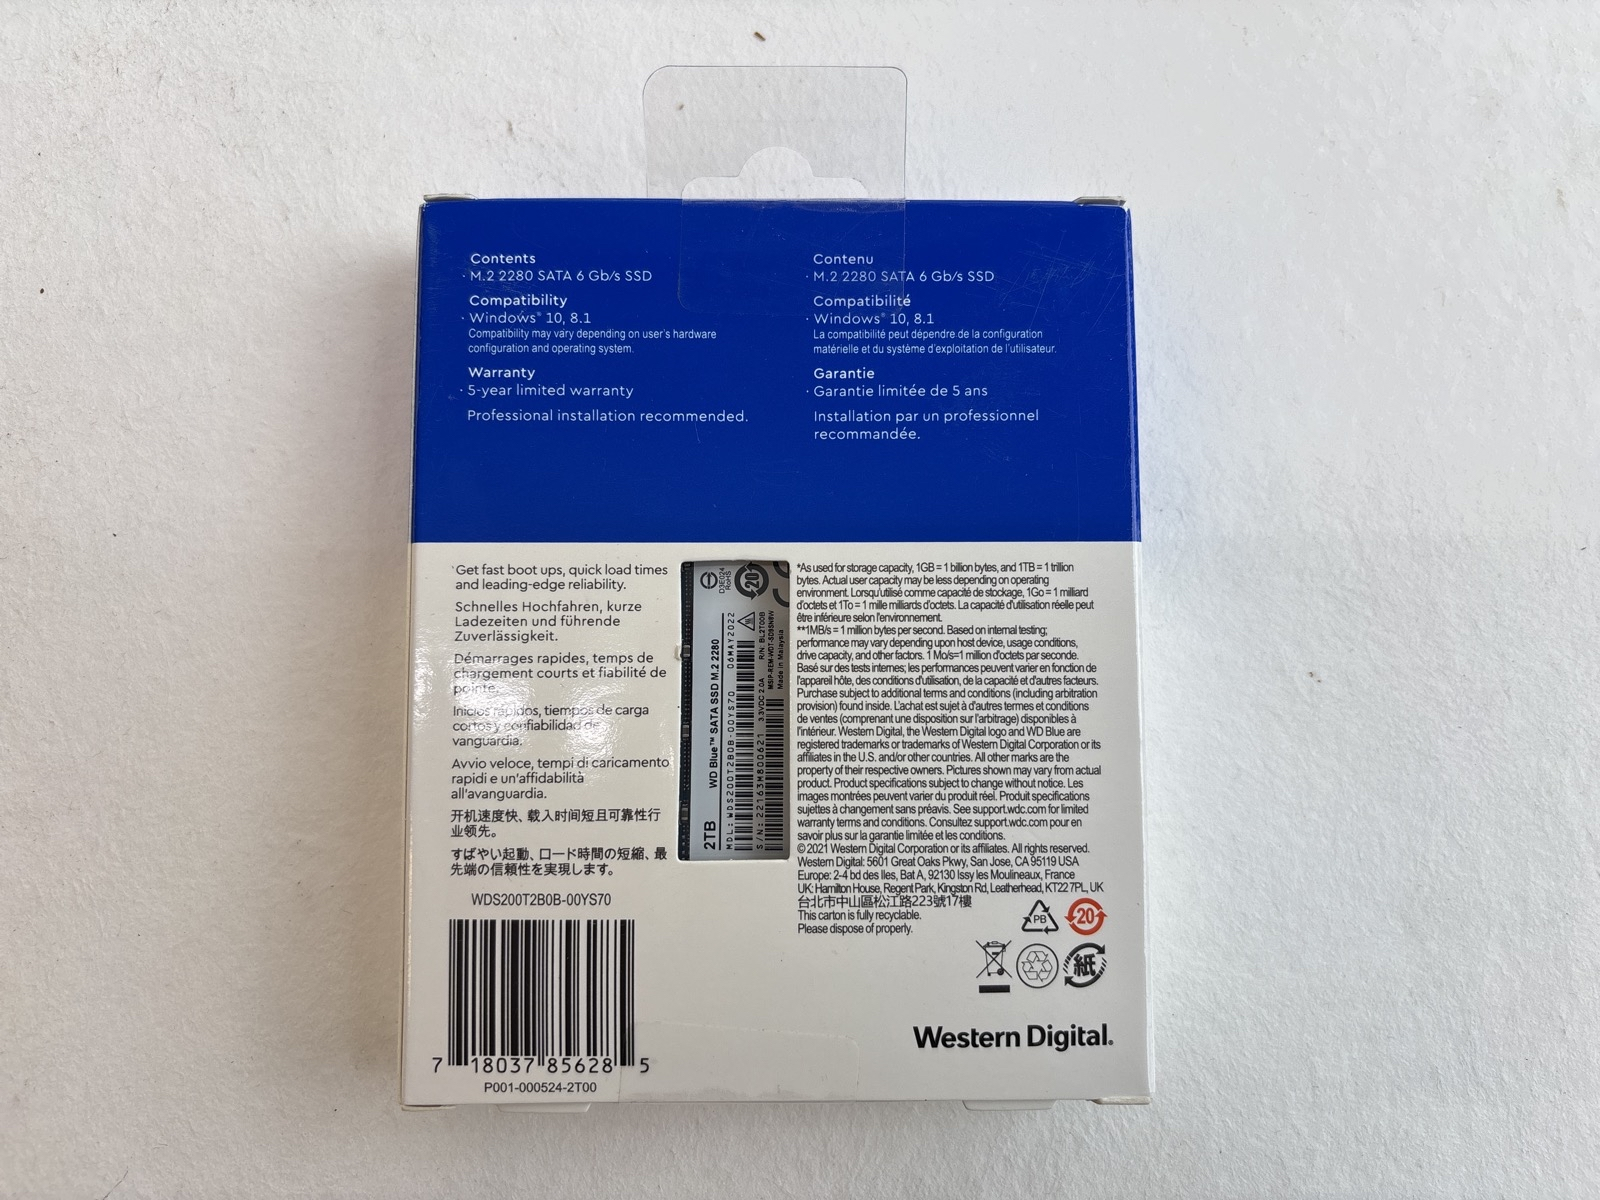 Contents
· M.2 2280 SATA 6 Gb/s SSD
Compatibility
· Windows® 10, 8.1
Compatibility may vary depending on user's hardware
configuration and operating system.
Warranty
· 5-year limited warranty
Professional installation recommended.
Contenu
· M.2 2280 SATA 6 Gb/s SSD
Compatibilité
· Windows® 10, 8.1
La compatibilité peut dépendre de la configuration
matérielle et du système d'exploitation de l'utilisateur.
Garantie
· Garantie limitée de 5 ans
Installation par un professionnel
recommandée.
Get fast boot ups, quick load times
and leading-edge reliability.
Schnelles Hochfahren, kurze
Ladezeiten und führende
Zuverlässigkeit.
Démarrages rapides, temps de
chargement courts et fiabilité de
pointe.
Inicios rápidos, tiempos de carga
cortos y confiabilidad de
vanguardia.
Avvio veloce, tempi di caricamento
rapidi e un'affidabilità
all'avanguardia.
开机速度快、载入时间短且可靠性行
业领先。
すばやい起動、ロード時間の短縮、最
先端の信頼性を実現します。
WDS200T2B0B-00YS70
7 18037 85628 5
P001-000524-2T00
2TB WD Blue™ SATA SSD M.2 2280
MDL: WDS200T2B0B-00YS70 06MAY2022
S/N: 22163M800621 3.3VDC 2.0A R/N: BL2T00B
MSIP-REM-WDT-SDBSNBW
Made in Malaysia
D3E024
RoHS
20
*As used for storage capacity, 1GB = 1 billion bytes, and 1TB = 1 trillion
bytes. Actual user capacity may be less depending on operating
environment. Lorsqu'utilisé comme capacité de stockage, 1Go = 1 milliard
d'octets et 1To = 1 mille milliards d'octets. La capacité d'utilisation réelle peut
être inférieure selon l'environnement.
**1MB/s = 1 million bytes per second. Based on internal testing;
performance may vary depending upon host device, usage conditions,
drive capacity, and other factors. 1 Mo/s=1 million d'octets par seconde.
Basé sur des tests internes; les performances peuvent varier en fonction de
l'appareil hôte, des conditions d'utilisation, de la capacité et d'autres facteurs.
Purchase subject to additional terms and conditions (including arbitration
provision) found inside. L'achat est sujet à d'autres termes et conditions
de ventes (comprenant une disposition sur l'arbitrage) disponibles à
l'intérieur. Western Digital, the Western Digital logo and WD Blue are
registered trademarks or trademarks of Western Digital Corporation or its
affiliates in the U.S. and/or other countries. All other marks are the
property of their respective owners. Pictures shown may vary from actual
product. Product specifications subject to change without notice. Les
images montrées peuvent varier du produit réel. Produit specifications
sujettes à changement sans préavis. See support.wdc.com for limited
warranty terms and conditions. Consultez support.wdc.com pour en
savoir plus sur la garantie limitée et les conditions.
© 2021 Western Digital Corporation or its affiliates. All rights reserved.
Western Digital: 5601 Great Oaks Pkwy, San Jose, CA 95119 USA
Europe: 2-4 bd des Iles, Bat A, 92130 Issy les Moulineaux, France
UK: Hamilton House, Regent Park, Kingston Rd, Leatherhead, KT22 7PL, UK
台北市中山區松江路223號17樓
This carton is fully recyclable.
Please dispose of properly.
PB
20
紙
Western Digital.